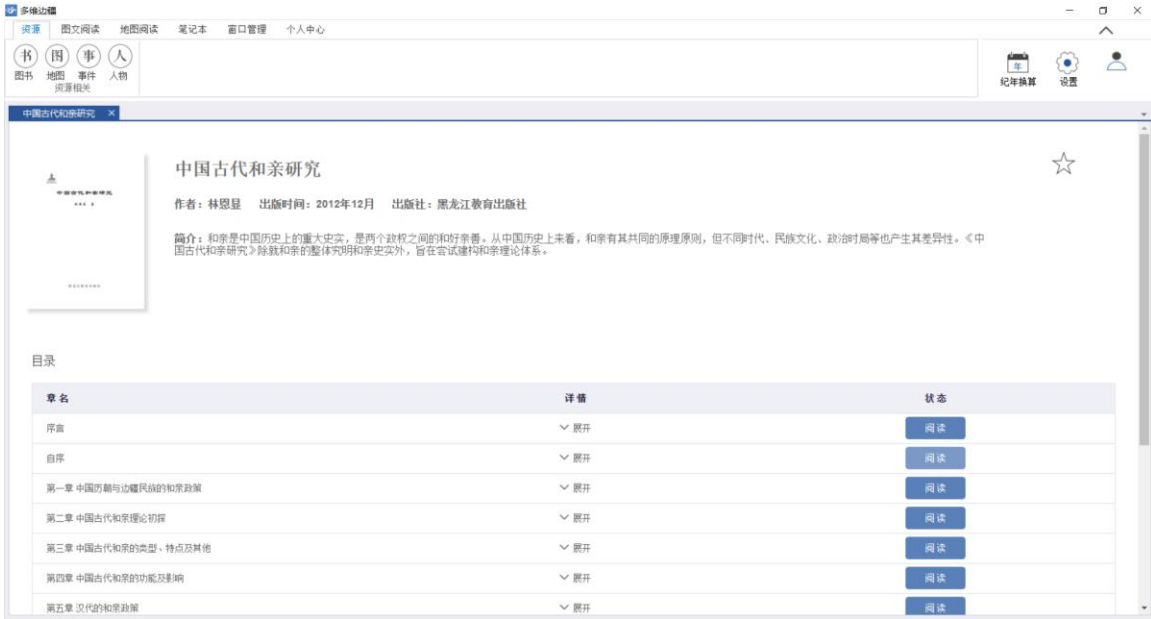 多维边疆
资源 图文阅读 地图阅读 笔记本 窗口管理 个人中心
书 图 事 人
图书 地图 事件 人物
资源相关
年
纪年换算 设置
中国古代和亲研究
中国古代和亲研究
中国古代和亲研究
作者：林恩显 出版时间：2012年12月 出版社：黑龙江教育出版社
简介：和亲是中国历史上的重大史实，是两个政权之间的和好亲善。从中国历史上来看，和亲有其共同的原理原则，但不同时代、民族文化、政治时局等也产生其差异性。《中
国古代和亲研究》除就和亲的整体究明和亲史实外，旨在尝试建构和亲理论体系。
目录
章名 详情 状态
序言 展开 阅读
自序 展开 阅读
第一章 中国历朝与边疆民族的和亲政策 展开 阅读
第二章 中国古代和亲理论初探 展开 阅读
第三章 中国古代和亲的类型、特点及其他 展开 阅读
第四章 中国古代和亲的功能及影响 展开 阅读
第五章 汉代的和亲政策 展开 阅读